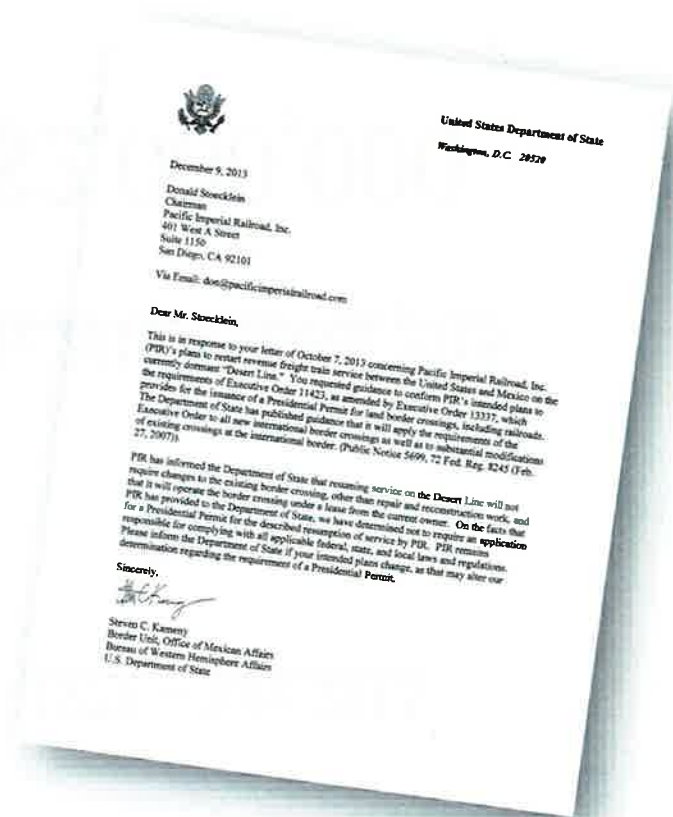 United States Department of State
Washington, D.C. 20520
December 9, 2013
Donald Stoecklein
Chairman
Pacific Imperial Railroad, Inc.
401 West A Street
Suite 1150
San Diego, CA 92101
Via Email: don@pacificimperialrailroad.com
Dear Mr. Stoecklein,
This is in response to your letter of October 7, 2013 concerning Pacific Imperial Railroad, Inc.
(PIR)'s plans to restart revenue freight train service between the United States and Mexico on the
currently dormant "Desert Line." You requested guidance to conform PIR's intended plans to
the requirements of Executive Order 11423, as amended by Executive Order 13337, which
provides for the issuance of a Presidential Permit for land border crossings, including railroads.
The Department of State has published guidance that it will apply the requirements of the
Executive Order to all new international border crossings as well as to substantial modifications
of existing crossings at the international border. (Public Notice 5699, 72 Fed. Reg. 8245 (Feb.
27, 2007)).
PIR has informed the Department of State that resuming service on the Desert Line will not
require changes to the existing border crossing, other than repair and reconstruction work, and
that it will operate the border crossing under a lease from the current owner. On the facts that
PIR has provided to the Department of State, we have determined not to require an application
for a Presidential Permit for the described resumption of service by PIR. PIR remains
responsible for complying with all applicable federal, state, and local laws and regulations.
Please inform the Department of State if your intended plans change, as that may alter our
determination regarding the requirement of a Presidential Permit.
Sincerely,
Steven C. Kameny
Border Unit, Office of Mexican Affairs
Bureau of Western Hemisphere Affairs
U.S. Department of State